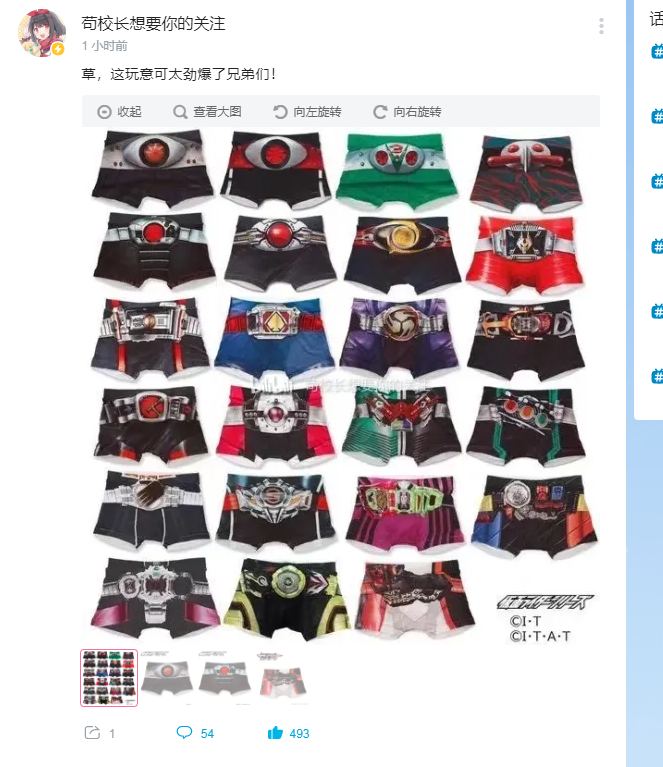 苟校长想要你的关注
1 小时前
草，这玩意可太劲爆了兄弟们！
收起 查看大图 向左旋转 向右旋转
苟校长想要你的关注
仮面ライダーシリーズ
©I·T
©I·T·A·T
1 54 493
话
#
#
#
#
#
#